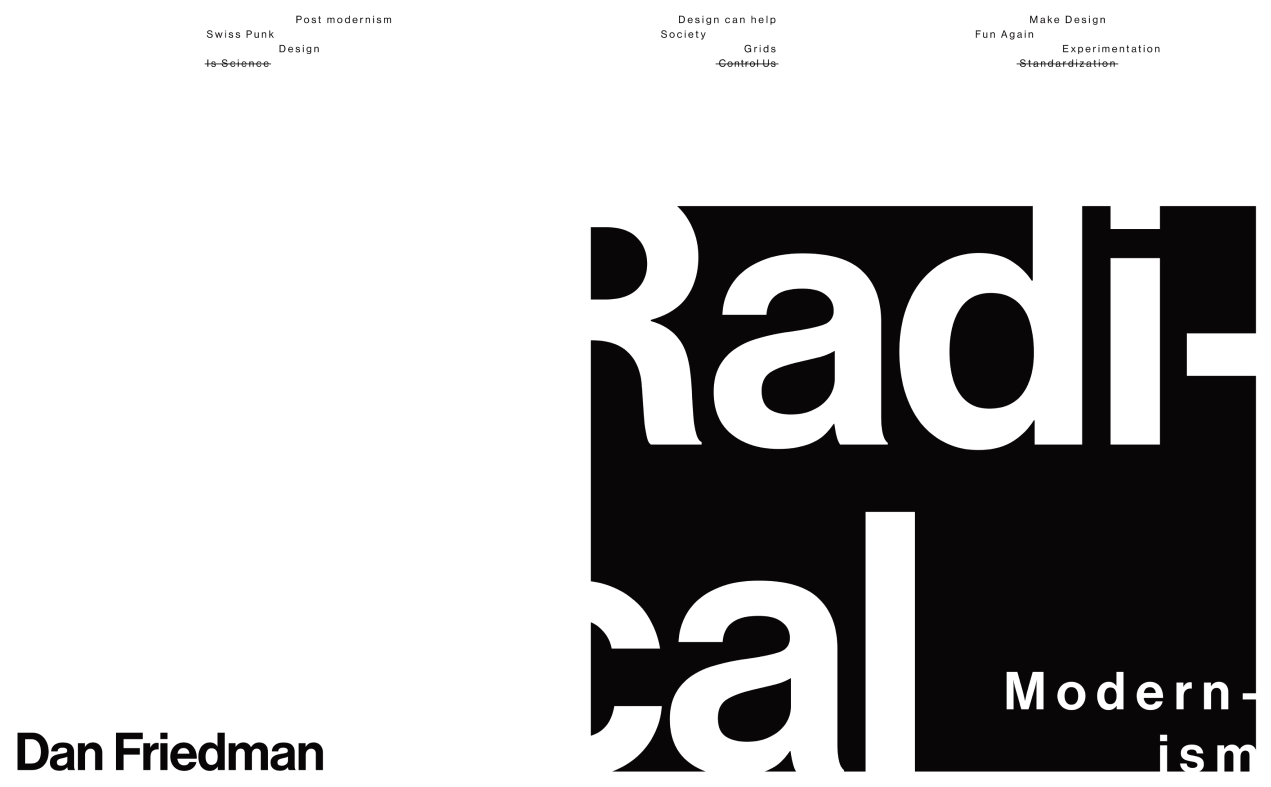 Post modernism
Swiss Punk
Design
Is Science
Design can help
Society
Grids
Control Us
Make Design
Fun Again
Experimentation
Standardization
Radi-
cal
Modern-
ism
Dan Friedman